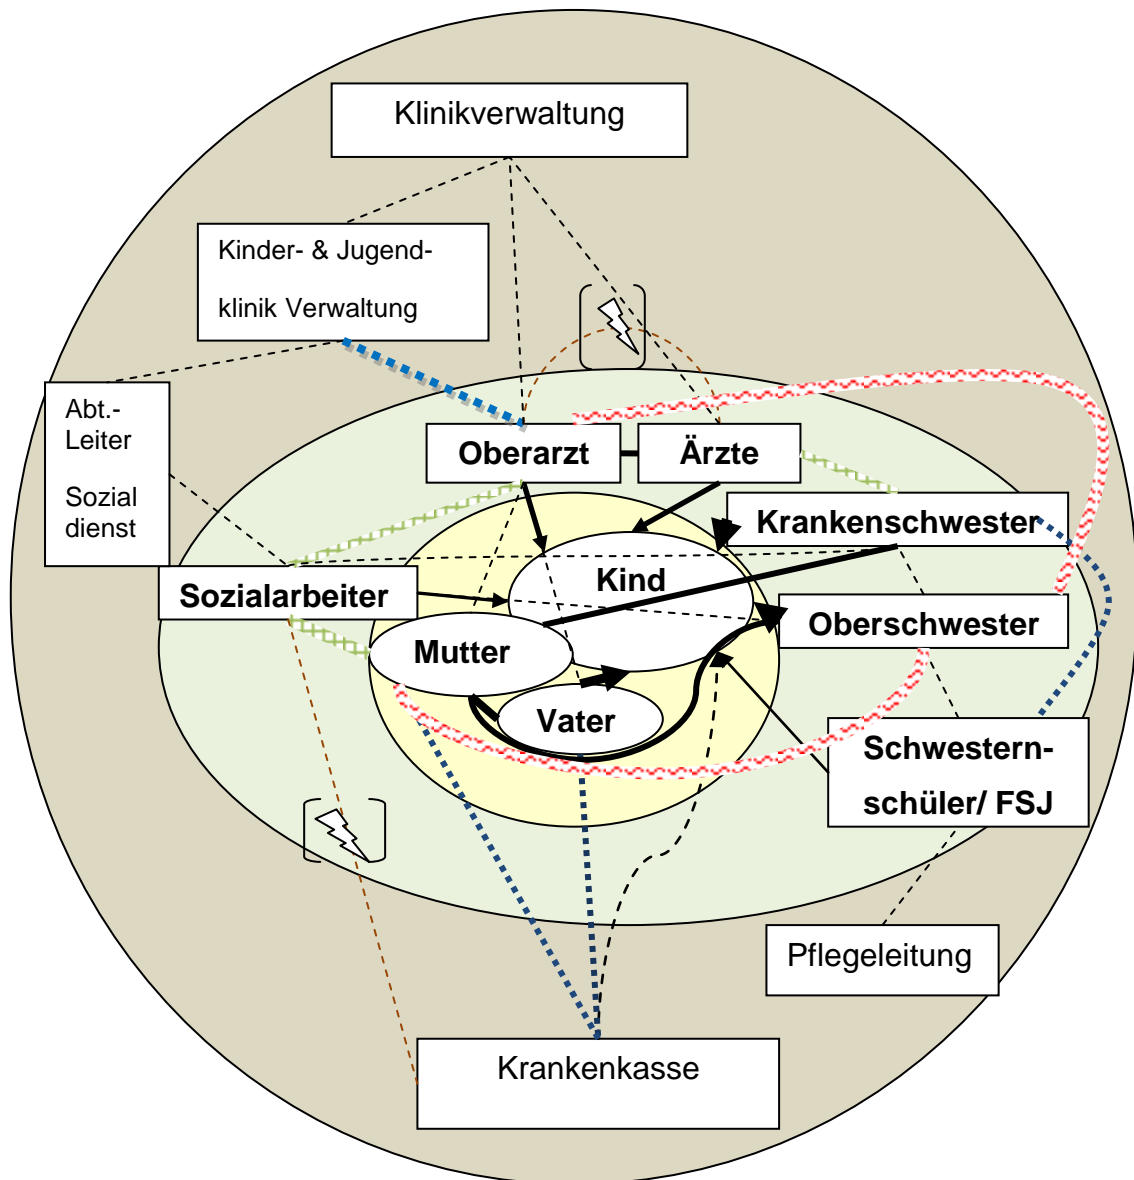 Klinikverwaltung
Kinder- & Jugend-
klinik Verwaltung
Abt.-
Leiter
Sozial
dienst
Oberarzt
Ärzte
Krankenschwester
Kind
Sozialarbeiter
Oberschwester
Mutter
Vater
Schwestern-
schüler/ FSJ
Pflegeleitung
Krankenkasse